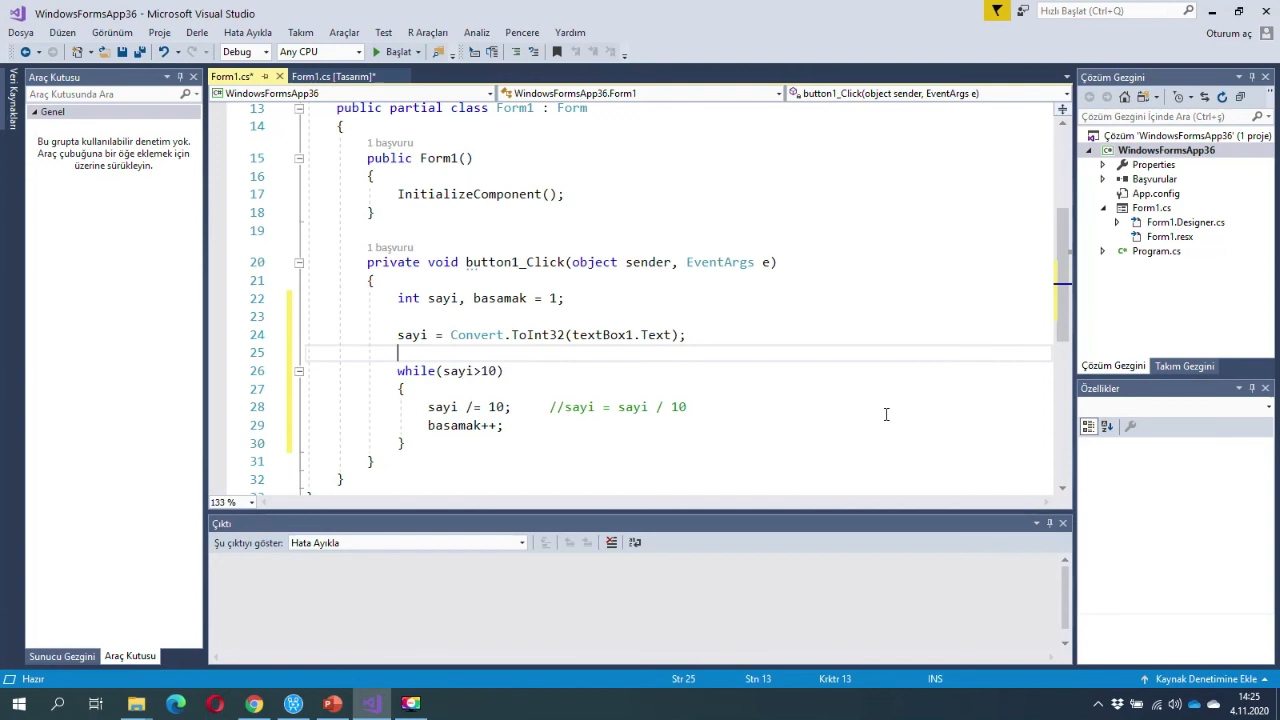 WindowsFormsApp36 - Microsoft Visual Studio
Hızlı Başlat (Ctrl+Q)
Dosya Düzen Görünüm Proje Derle Hata Ayıkla Takım Araçlar Test R Araçları Analiz Pencere Yardım
Oturum aç
Debug Any CPU Başlat
Veri Kaynakları
Araç Kutusu
Araç Kutusunda Ara
Genel
Bu grupta kullanılabilir denetim yok.
Araç çubuğuna bir öğe eklemek için
üzerine sürükleyin.
Sunucu Gezgini Araç Kutusu
Form1.cs* Form1.cs [Tasarım]*
WindowsFormsApp36 WindowsFormsApp36.Form1 button1_Click(object sender, EventArgs e)
13 public partial class Form1 : Form
14 {
1 başvuru
15 public Form1()
16 {
17 InitializeComponent();
18 }
19
1 başvuru
20 private void button1_Click(object sender, EventArgs e)
21 {
22 int sayi, basamak = 1;
23
24 sayi = Convert.ToInt32(textBox1.Text);
25
26 while(sayi>10)
27 {
28 sayi /= 10; //sayi = sayi / 10
29 basamak++;
30 }
31 }
32 }
133 %
Çıktı
Şu çıktıyı göster: Hata Ayıkla
Çözüm Gezgini
Çözüm Gezgini İçinde Ara (Ctrl+ş)
Çözüm 'WindowsFormsApp36' (1 proje)
WindowsFormsApp36
Properties
Başvurular
App.config
Form1.cs
Form1.Designer.cs
Form1.resx
Program.cs
Çözüm Gezgini Takım Gezgini
Özellikler
Hazır Str 25 Stn 13 Krktr 13 INS Kaynak Denetimine Ekle
14:25
4.11.2020